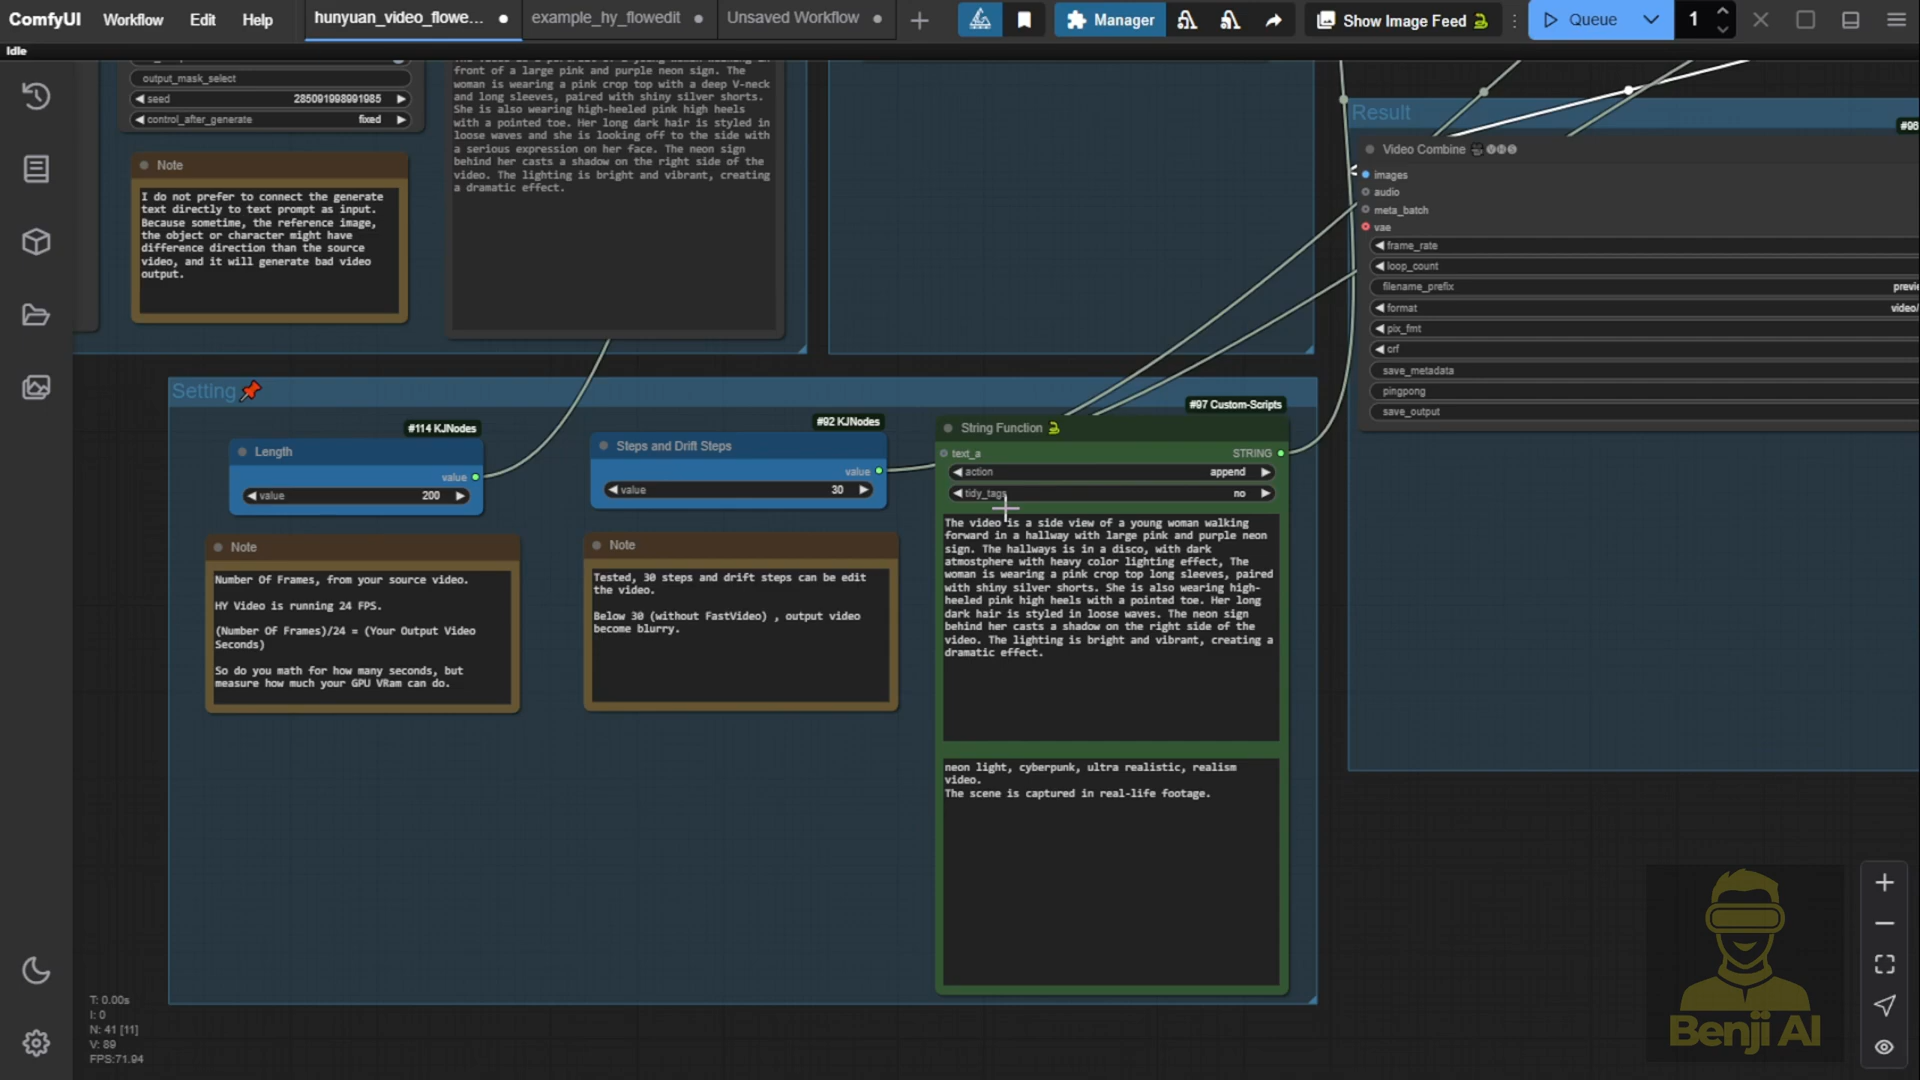 ComfyUI
Workflow
Edit
Help
hunyuan_video_flowe...
example_hy_flowedit
Unsaved Workflow
Manager
Show Image Feed
Queue
1
Idle
output_mask_select
seed 285091998991985
control_after_generate fixed
front of a large pink and purple neon sign. The
woman is wearing a pink crop top with a deep V-neck
and long sleeves, paired with shiny silver shorts.
She is also wearing high-heeled pink high heels
with a pointed toe. Her long dark hair is styled in
loose waves and she is looking off to the side with
a serious expression on her face. The neon sign
behind her casts a shadow on the right side of the
video. The lighting is bright and vibrant, creating
a dramatic effect.
Note
I do not prefer to connect the generate
text directly to text prompt as input.
Because sometime, the reference image,
the object or character might have
difference direction than the source
video, and it will generate bad video
output.
Result
#96
Video Combine
images
audio
meta_batch
vae
frame_rate
loop_count
filename_prefix previ
format video/
pix_fmt
crf
save_metadata
pingpong
save_output
Setting
#114 KJNodes
Length
value
value 200
#92 KJNodes
Steps and Drift Steps
value
value 30
#97 Custom-Scripts
String Function
text_a STRING
action append
tidy_tags no
Note
Number Of Frames, from your source video.
HY Video is running 24 FPS.
(Number Of Frames)/24 = (Your Output Video
Seconds)
So do you math for how many seconds, but
measure how much your GPU VRam can do.
Note
Tested, 30 steps and drift steps can be edit
the video.
Below 30 (without FastVideo) , output video
become blurry.
The video is a side view of a young woman walking
forward in a hallway with large pink and purple neon
sign. The hallways is in a disco, with dark
atmostphere with heavy color lighting effect, The
woman is wearing a pink crop top long sleeves, paired
with shiny silver shorts. She is also wearing high-
heeled pink high heels with a pointed toe. Her long
dark hair is styled in loose waves. The neon sign
behind her casts a shadow on the right side of the
video. The lighting is bright and vibrant, creating a
dramatic effect.
neon light, cyberpunk, ultra realistic, realism
video.
The scene is captured in real-life footage.
T: 0.00s
I: 0
N: 41 [11]
V: 89
FPS:71.94
Benji AI